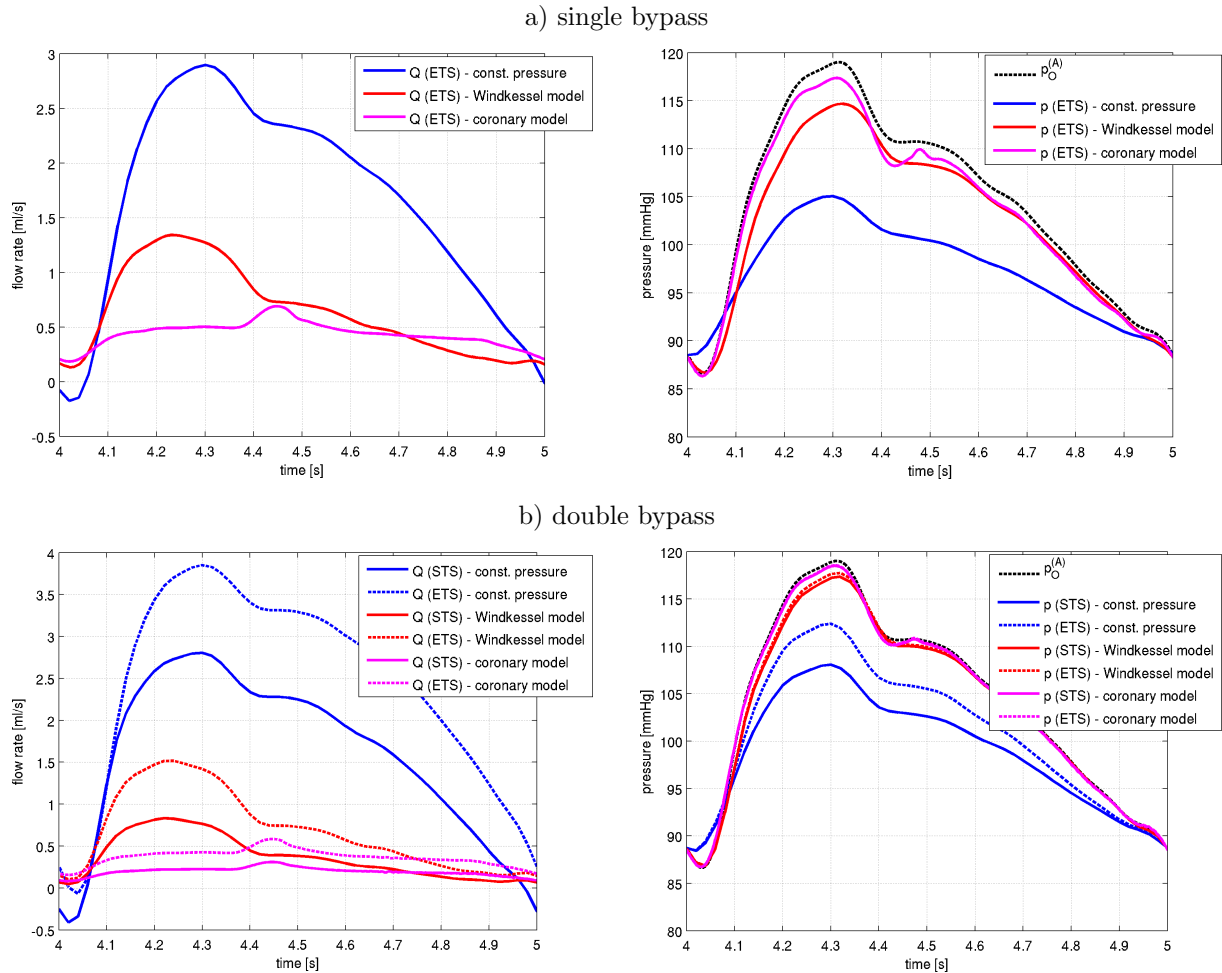 a) single bypass
3
2.5
2
1.5
1
0.5
0
-0.5
flow rate [ml/s]
Q (ETS) - const. pressure
Q (ETS) - Windkessel model
Q (ETS) - coronary model
4 4.1 4.2 4.3 4.4 4.5 4.6 4.7 4.8 4.9 5
time [s]
120
115
110
105
100
95
90
85
80
pressure [mmHg]
p_O^(A)
p (ETS) - const. pressure
p (ETS) - Windkessel model
p (ETS) - coronary model
4 4.1 4.2 4.3 4.4 4.5 4.6 4.7 4.8 4.9 5
time [s]
b) double bypass
4
3.5
3
2.5
2
1.5
1
0.5
0
-0.5
flow rate [ml/s]
Q (STS) - const. pressure
Q (ETS) - const. pressure
Q (STS) - Windkessel model
Q (ETS) - Windkessel model
Q (STS) - coronary model
Q (ETS) - coronary model
4 4.1 4.2 4.3 4.4 4.5 4.6 4.7 4.8 4.9 5
time [s]
120
115
110
105
100
95
90
85
80
pressure [mmHg]
p_O^(A)
p (STS) - const. pressure
p (ETS) - const. pressure
p (STS) - Windkessel model
p (ETS) - Windkessel model
p (STS) - coronary model
p (ETS) - coronary model
4 4.1 4.2 4.3 4.4 4.5 4.6 4.7 4.8 4.9 5
time [s]